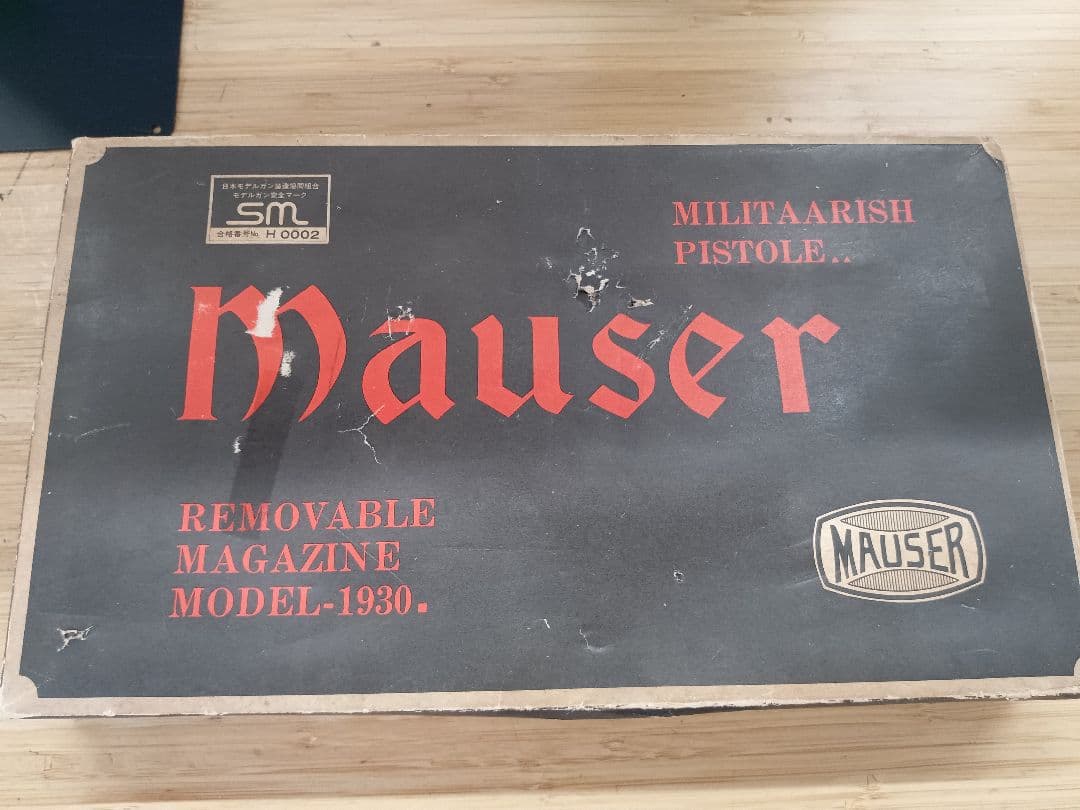 日本モデルガン製造協同組合
モデルガン安全マーク
SM
合格番号No. H 0002
MILITAARISH
PISTOLE..
Mauser
REMOVABLE
MAGAZINE
MODEL-1930.
MAUSER